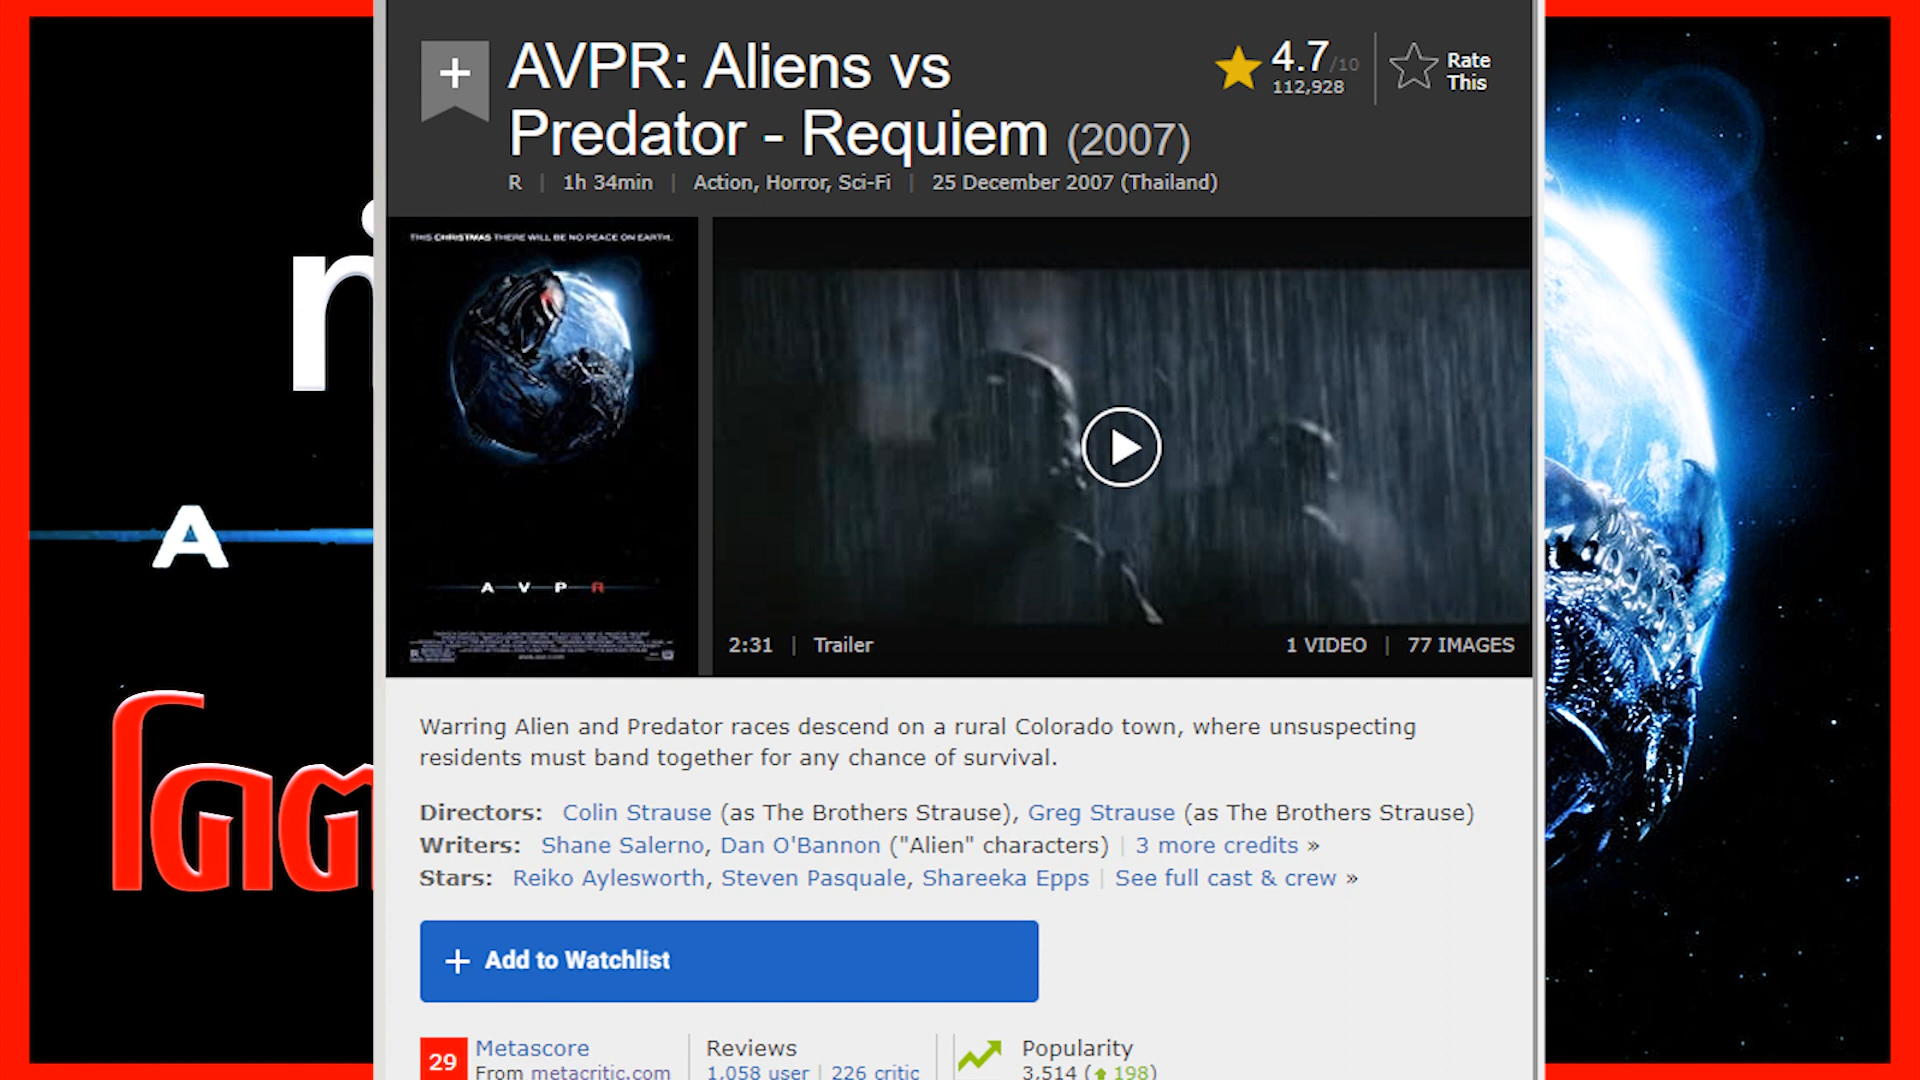 AVPR: Aliens vs
Predator - Requiem (2007)
4.7/10
112,928
Rate
This
R | 1h 34min | Action, Horror, Sci-Fi | 25 December 2007 (Thailand)
THIS CHRISTMAS THERE WILL BE NO PEACE ON EARTH.
A V P R
2:31 | Trailer
1 VIDEO | 77 IMAGES
A
Warring Alien and Predator races descend on a rural Colorado town, where unsuspecting
residents must band together for any chance of survival.
Directors: Colin Strause (as The Brothers Strause), Greg Strause (as The Brothers Strause)
Writers: Shane Salerno, Dan O'Bannon ("Alien" characters) | 3 more credits »
Stars: Reiko Aylesworth, Steven Pasquale, Shareeka Epps | See full cast & crew »
+ Add to Watchlist
29
Metascore
From metacritic.com
Reviews
1,058 user | 226 critic
Popularity
3,514 (198)